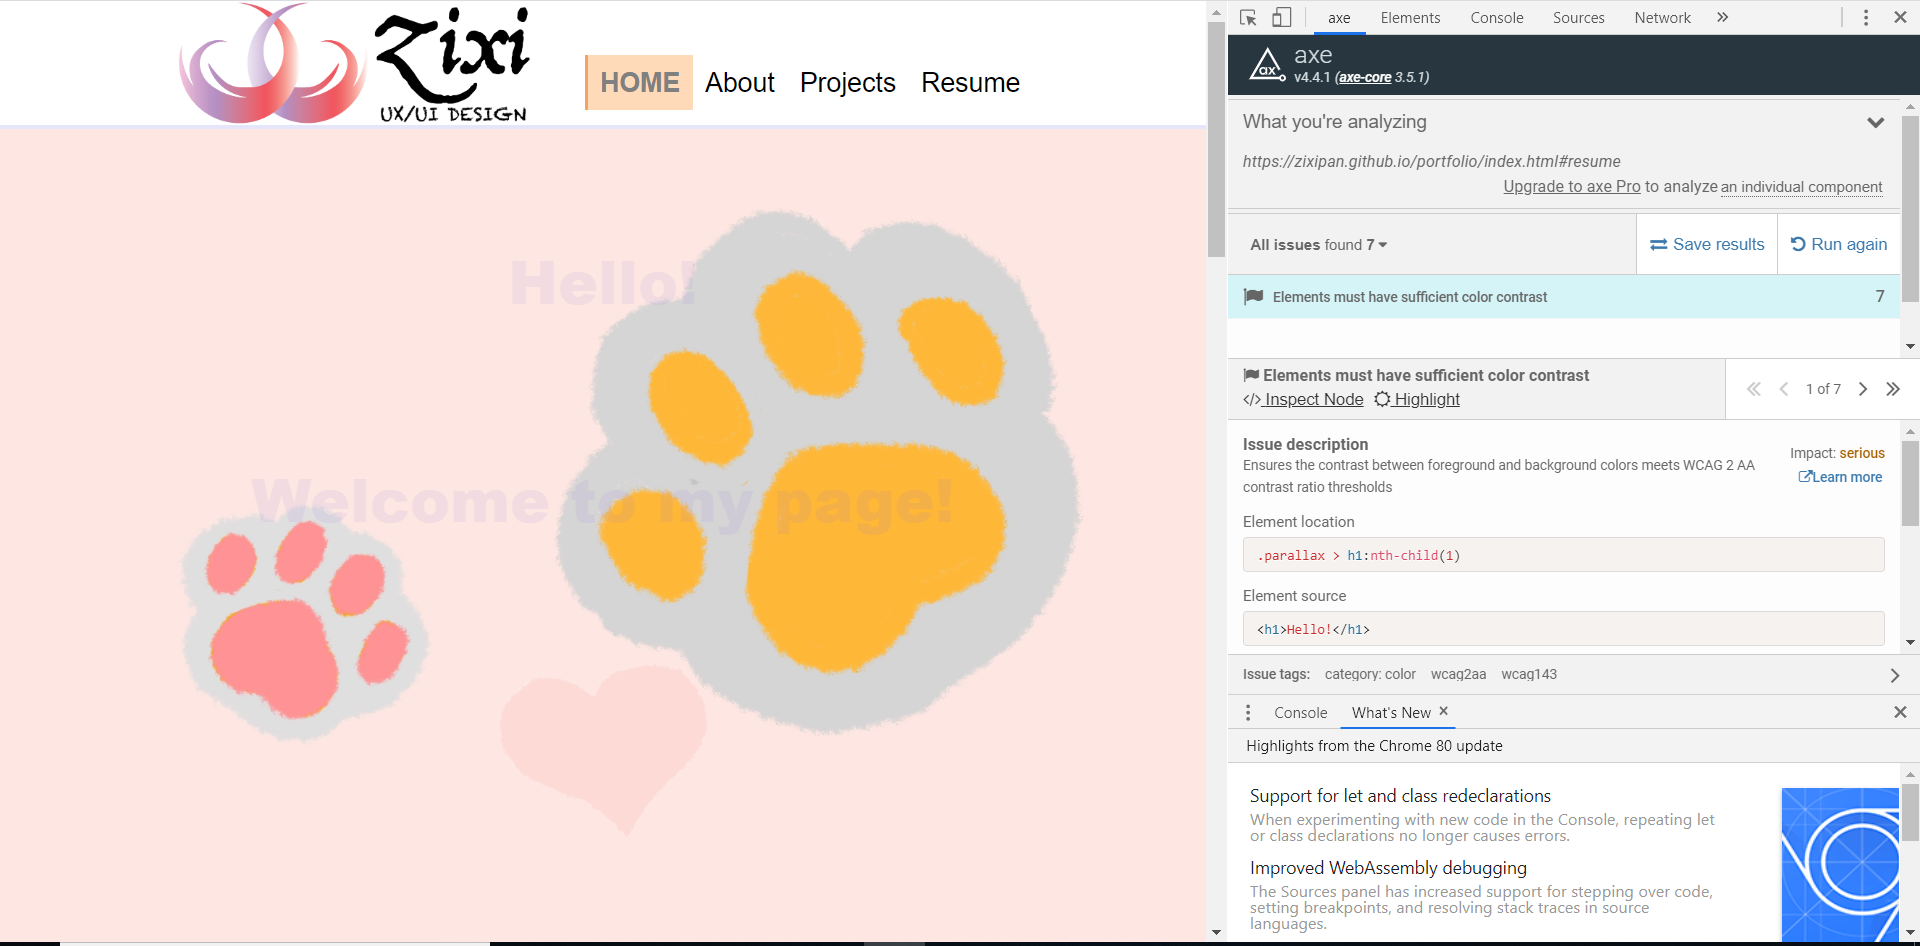 Zixi
UX/UI DESIGN
HOME About Projects Resume
Hello!
Welcome to my page!
axe Elements Console Sources Network
axe
v4.4.1 (axe-core 3.5.1)
What you're analyzing
https://zixipan.github.io/portfolio/index.html#resume
Upgrade to axe Pro to analyze an individual component
All issues found 7
Save results
Run again
Elements must have sufficient color contrast 7
Elements must have sufficient color contrast
</> Inspect Node Highlight
1 of 7
Issue description
Ensures the contrast between foreground and background colors meets WCAG 2 AA
contrast ratio thresholds
Impact: serious
Learn more
Element location
.parallax > h1:nth-child(1)
Element source
<h1>Hello!</h1>
Issue tags: category: color wcag2aa wcag143
Console What's New
Highlights from the Chrome 80 update
Support for let and class redeclarations
When experimenting with new code in the Console, repeating let
or class declarations no longer causes errors.
Improved WebAssembly debugging
The Sources panel has increased support for stepping over code,
setting breakpoints, and resolving stack traces in source
languages.